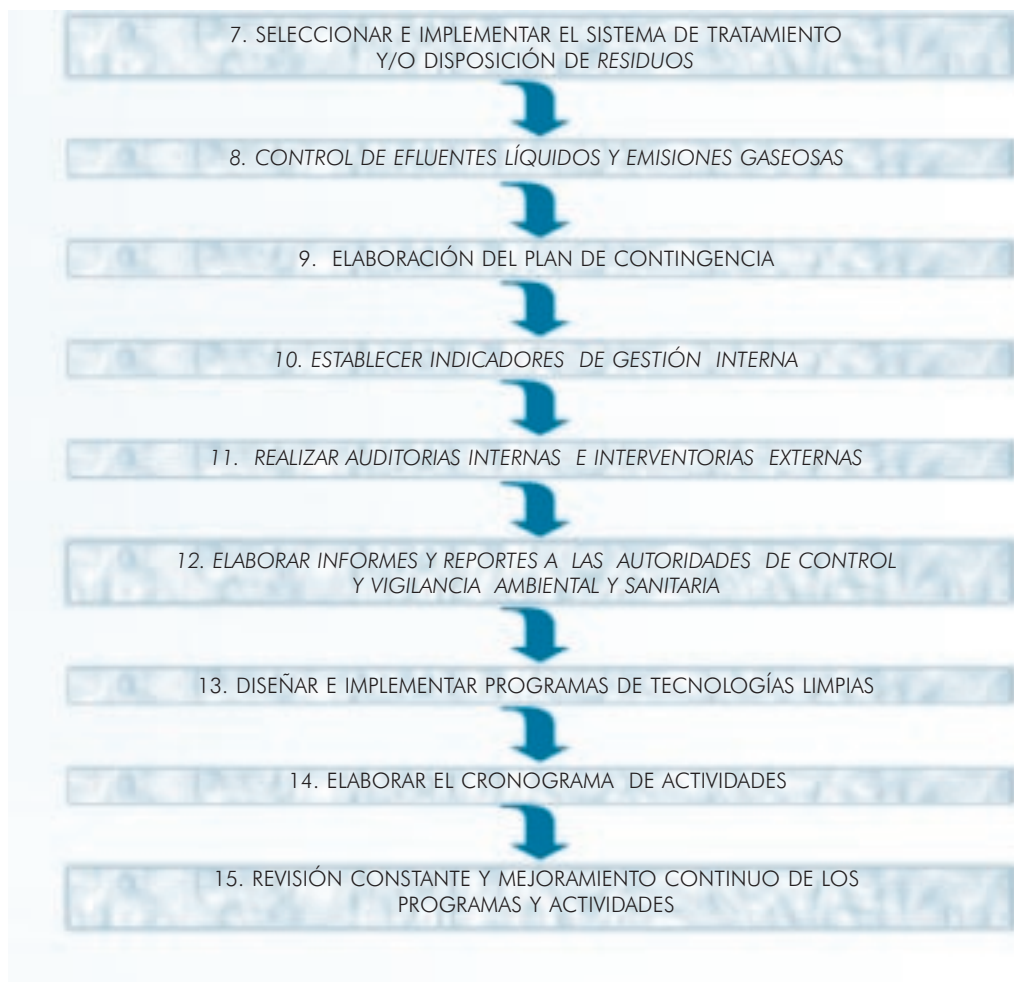 7. SELECCIONAR E IMPLEMENTAR EL SISTEMA DE TRATAMIENTO
Y/O DISPOSICIÓN DE RESIDUOS
8. CONTROL DE EFLUENTES LÍQUIDOS Y EMISIONES GASEOSAS
9. ELABORACIÓN DEL PLAN DE CONTINGENCIA
10. ESTABLECER INDICADORES DE GESTIÓN INTERNA
11. REALIZAR AUDITORIAS INTERNAS E INTERVENTORIAS EXTERNAS
12. ELABORAR INFORMES Y REPORTES A LAS AUTORIDADES DE CONTROL
Y VIGILANCIA AMBIENTAL Y SANITARIA
13. DISEÑAR E IMPLEMENTAR PROGRAMAS DE TECNOLOGÍAS LIMPIAS
14. ELABORAR EL CRONOGRAMA DE ACTIVIDADES
15. REVISIÓN CONSTANTE Y MEJORAMIENTO CONTINUO DE LOS
PROGRAMAS Y ACTIVIDADES